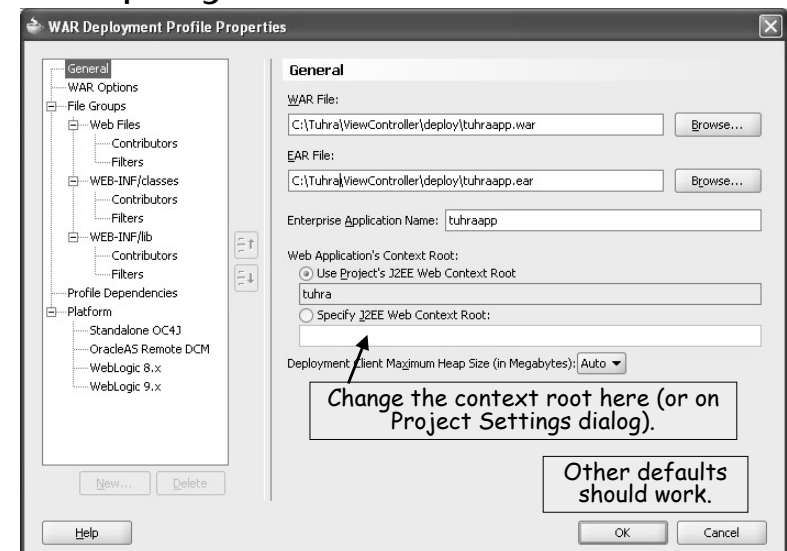 WAR Deployment Profile Properties
General
WAR Options
File Groups
Web Files
Contributors
Filters
WEB-INF/classes
Contributors
Filters
WEB-INF/lib
Contributors
Filters
Profile Dependencies
Platform
Standalone OC4J
OracleAS Remote DCM
WebLogic 8.x
WebLogic 9.x
New... Delete
General
WAR File:
C:\Tuhra\ViewController\deploy\tuhraapp.war Browse...
EAR File:
C:\Tuhra\ViewController\deploy\tuhraapp.ear Browse...
Enterprise Application Name: tuhraapp
Web Application's Context Root:
Use Project's J2EE Web Context Root
tuhra
Specify J2EE Web Context Root:
Deployment Client Maximum Heap Size (in Megabytes): Auto
Change the context root here (or on
Project Settings dialog).
Other defaults
should work.
Help OK Cancel